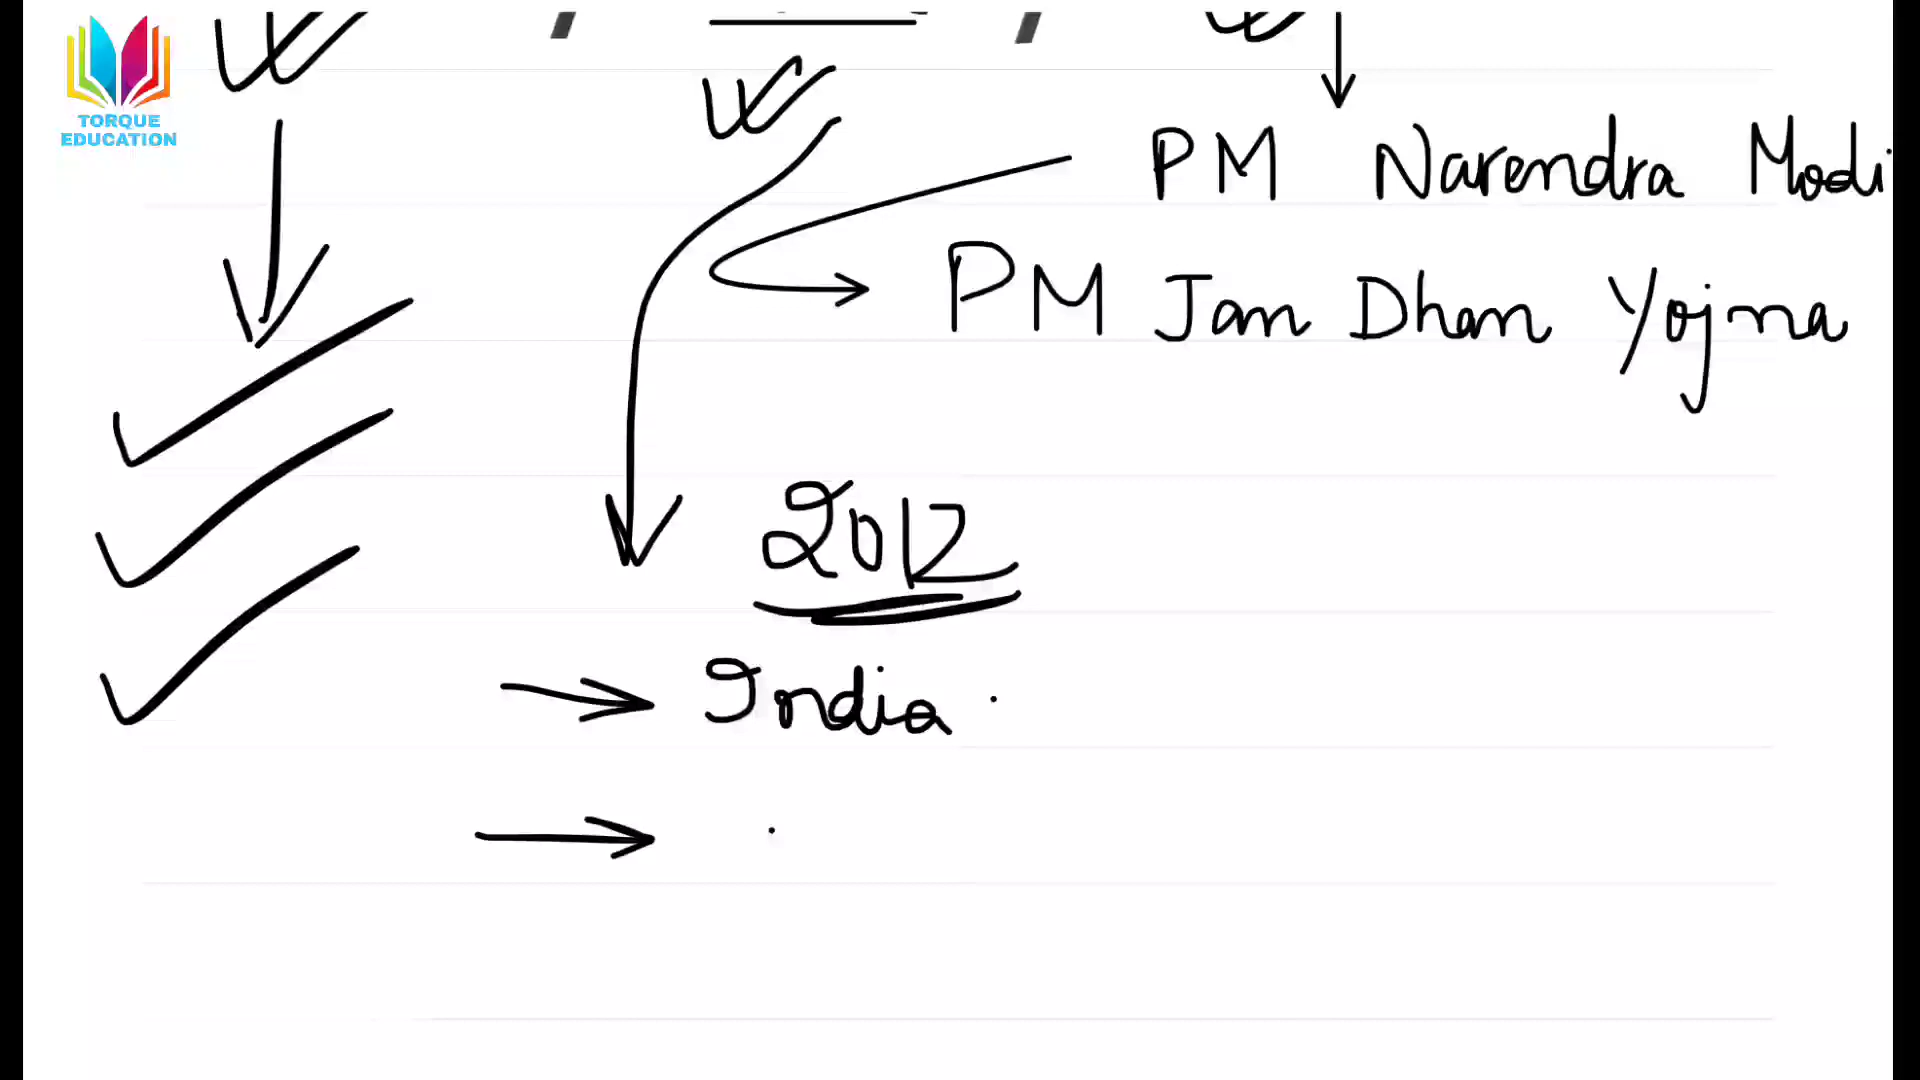 TORQUE
EDUCATION
PM Narendra Modi
PM Jan Dhan Yojna
2012
India